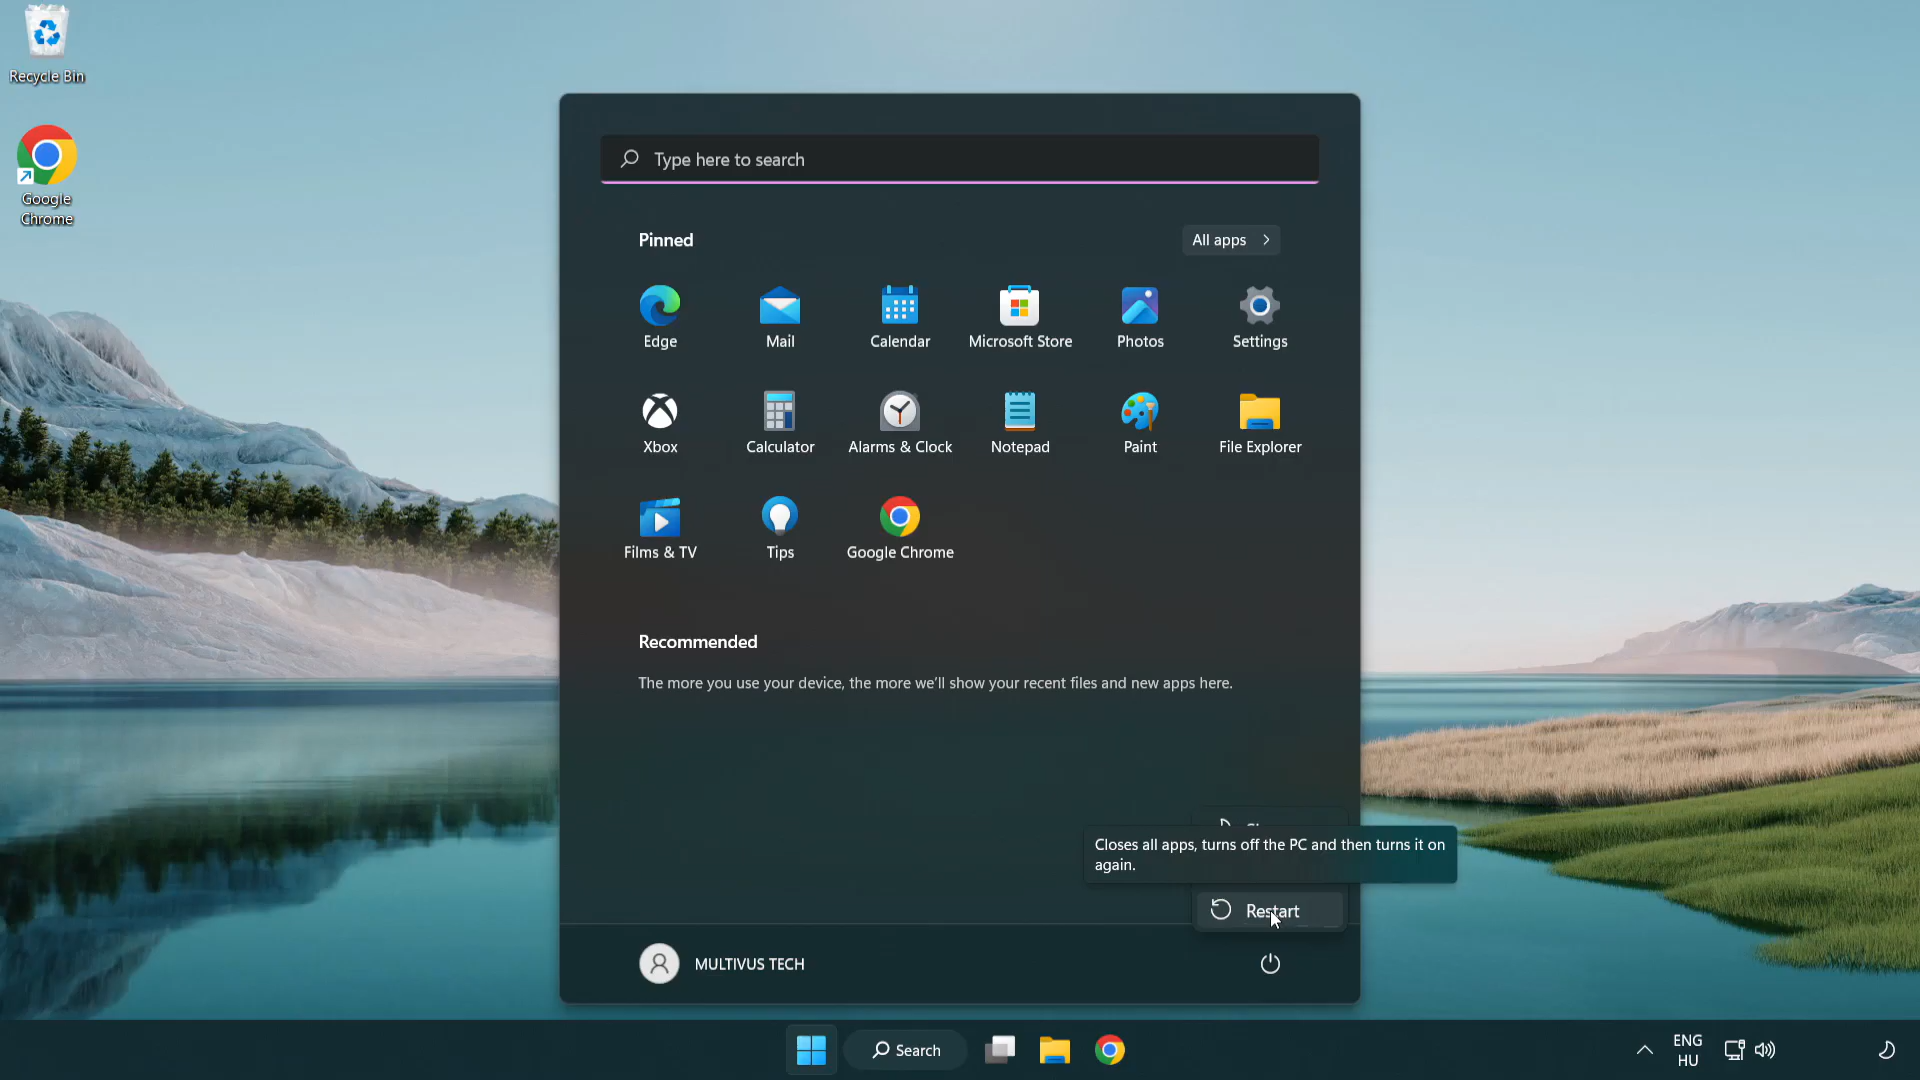 Recycle Bin
Google
Chrome
Type here to search
Pinned
All apps
Edge
Mail
Calendar
Microsoft Store
Photos
Settings
Xbox
Calculator
Alarms & Clock
Notepad
Paint
File Explorer
Films & TV
Tips
Google Chrome
Recommended
The more you use your device, the more we'll show your recent files and new apps here.
Closes all apps, turns off the PC and then turns it on
again.
Restart
MULTIVUS TECH
Search
ENG
HU